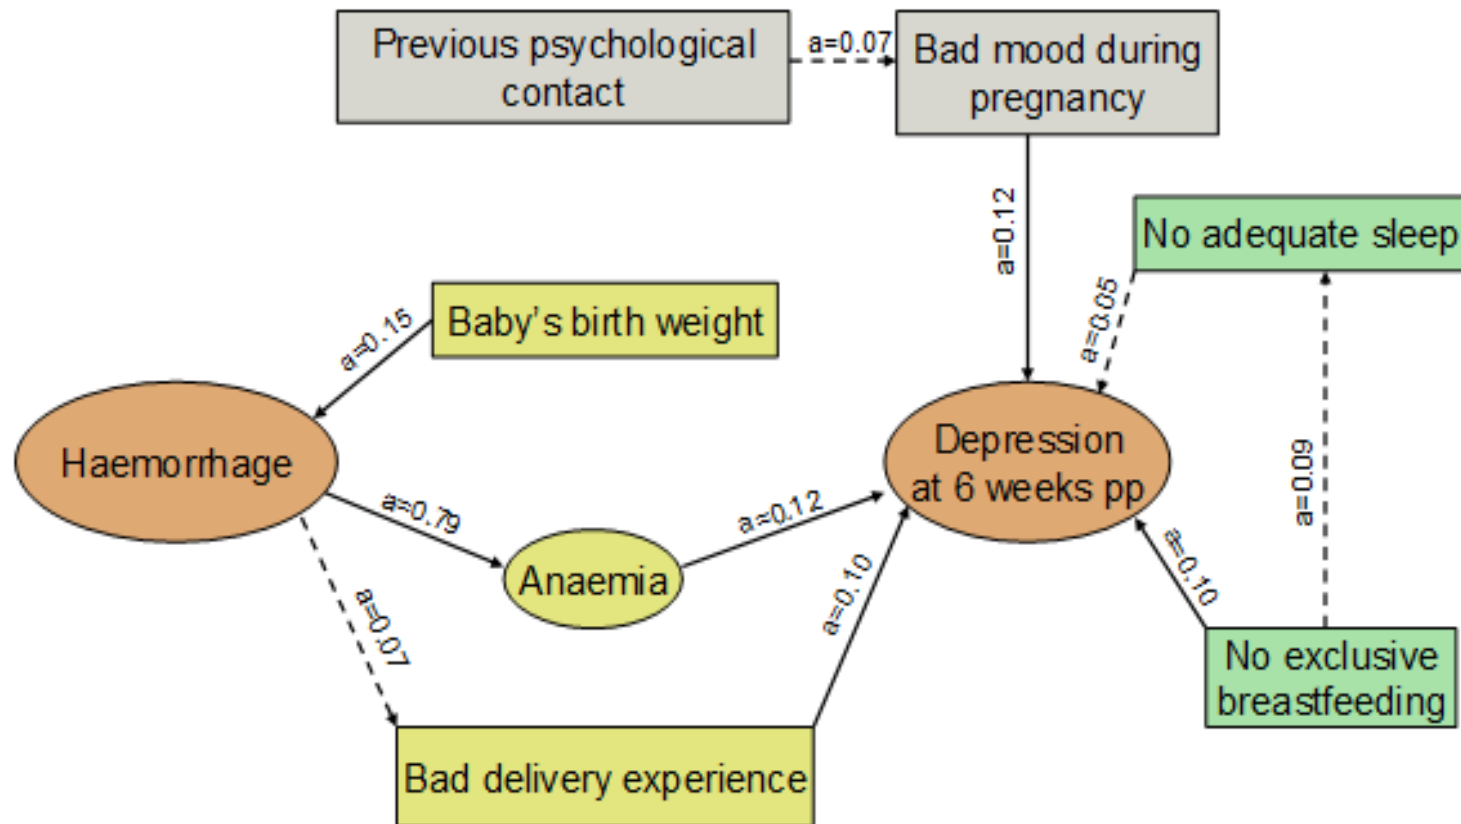 Previous psychological
contact
a=0.07
Bad mood during
pregnancy
a=0.12
No adequate sleep
a=0.05
Baby's birth weight
a=0.15
Haemorrhage
Depression
at 6 weeks pp
a=0.09
a=0.79
a=0.12
Anaemia
a=0.10
a=0.10
a=0.07
No exclusive
breastfeeding
Bad delivery experience